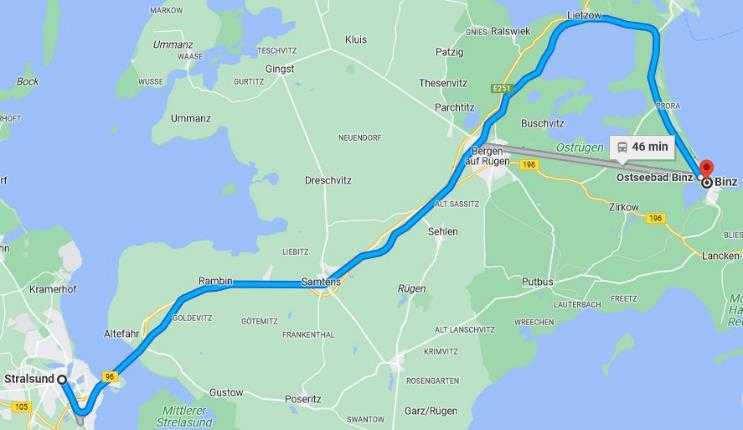 MARKOW
Ummanz
WAASE
WUSSE
Bock
Kluis
TESCHVITZ
GURTITZ
Gingst
Ummanz
Patzig
GNIES
Ralswiek
Lietzow
Thesenvitz
E251
Parchtitz
PRORA
Buschvitz
NEUENDORF
Bergen
auf Rügen
Ostrügen
46 min
196
Ostseebad Binz
Binz
Dreschvitz
ALT SASSITZ
Zirkow
196
Sehlen
LIEBITZ
Kramerhof
Rambin
Samtens
Rügen
Putbus
Lancken-
GOLDEVITZ
GÖTEMITZ
Altefähr
FRANKENTHAL
LAUTERBACH
FREETZ
WREECHEN
ALT LANSCHVITZ
KRIMVITZ
Stralsund
96
ROSENGARTEN
Gustow
Poseritz
105
Mittlerer
Strelasund
Garz/Rügen
SWANTOW